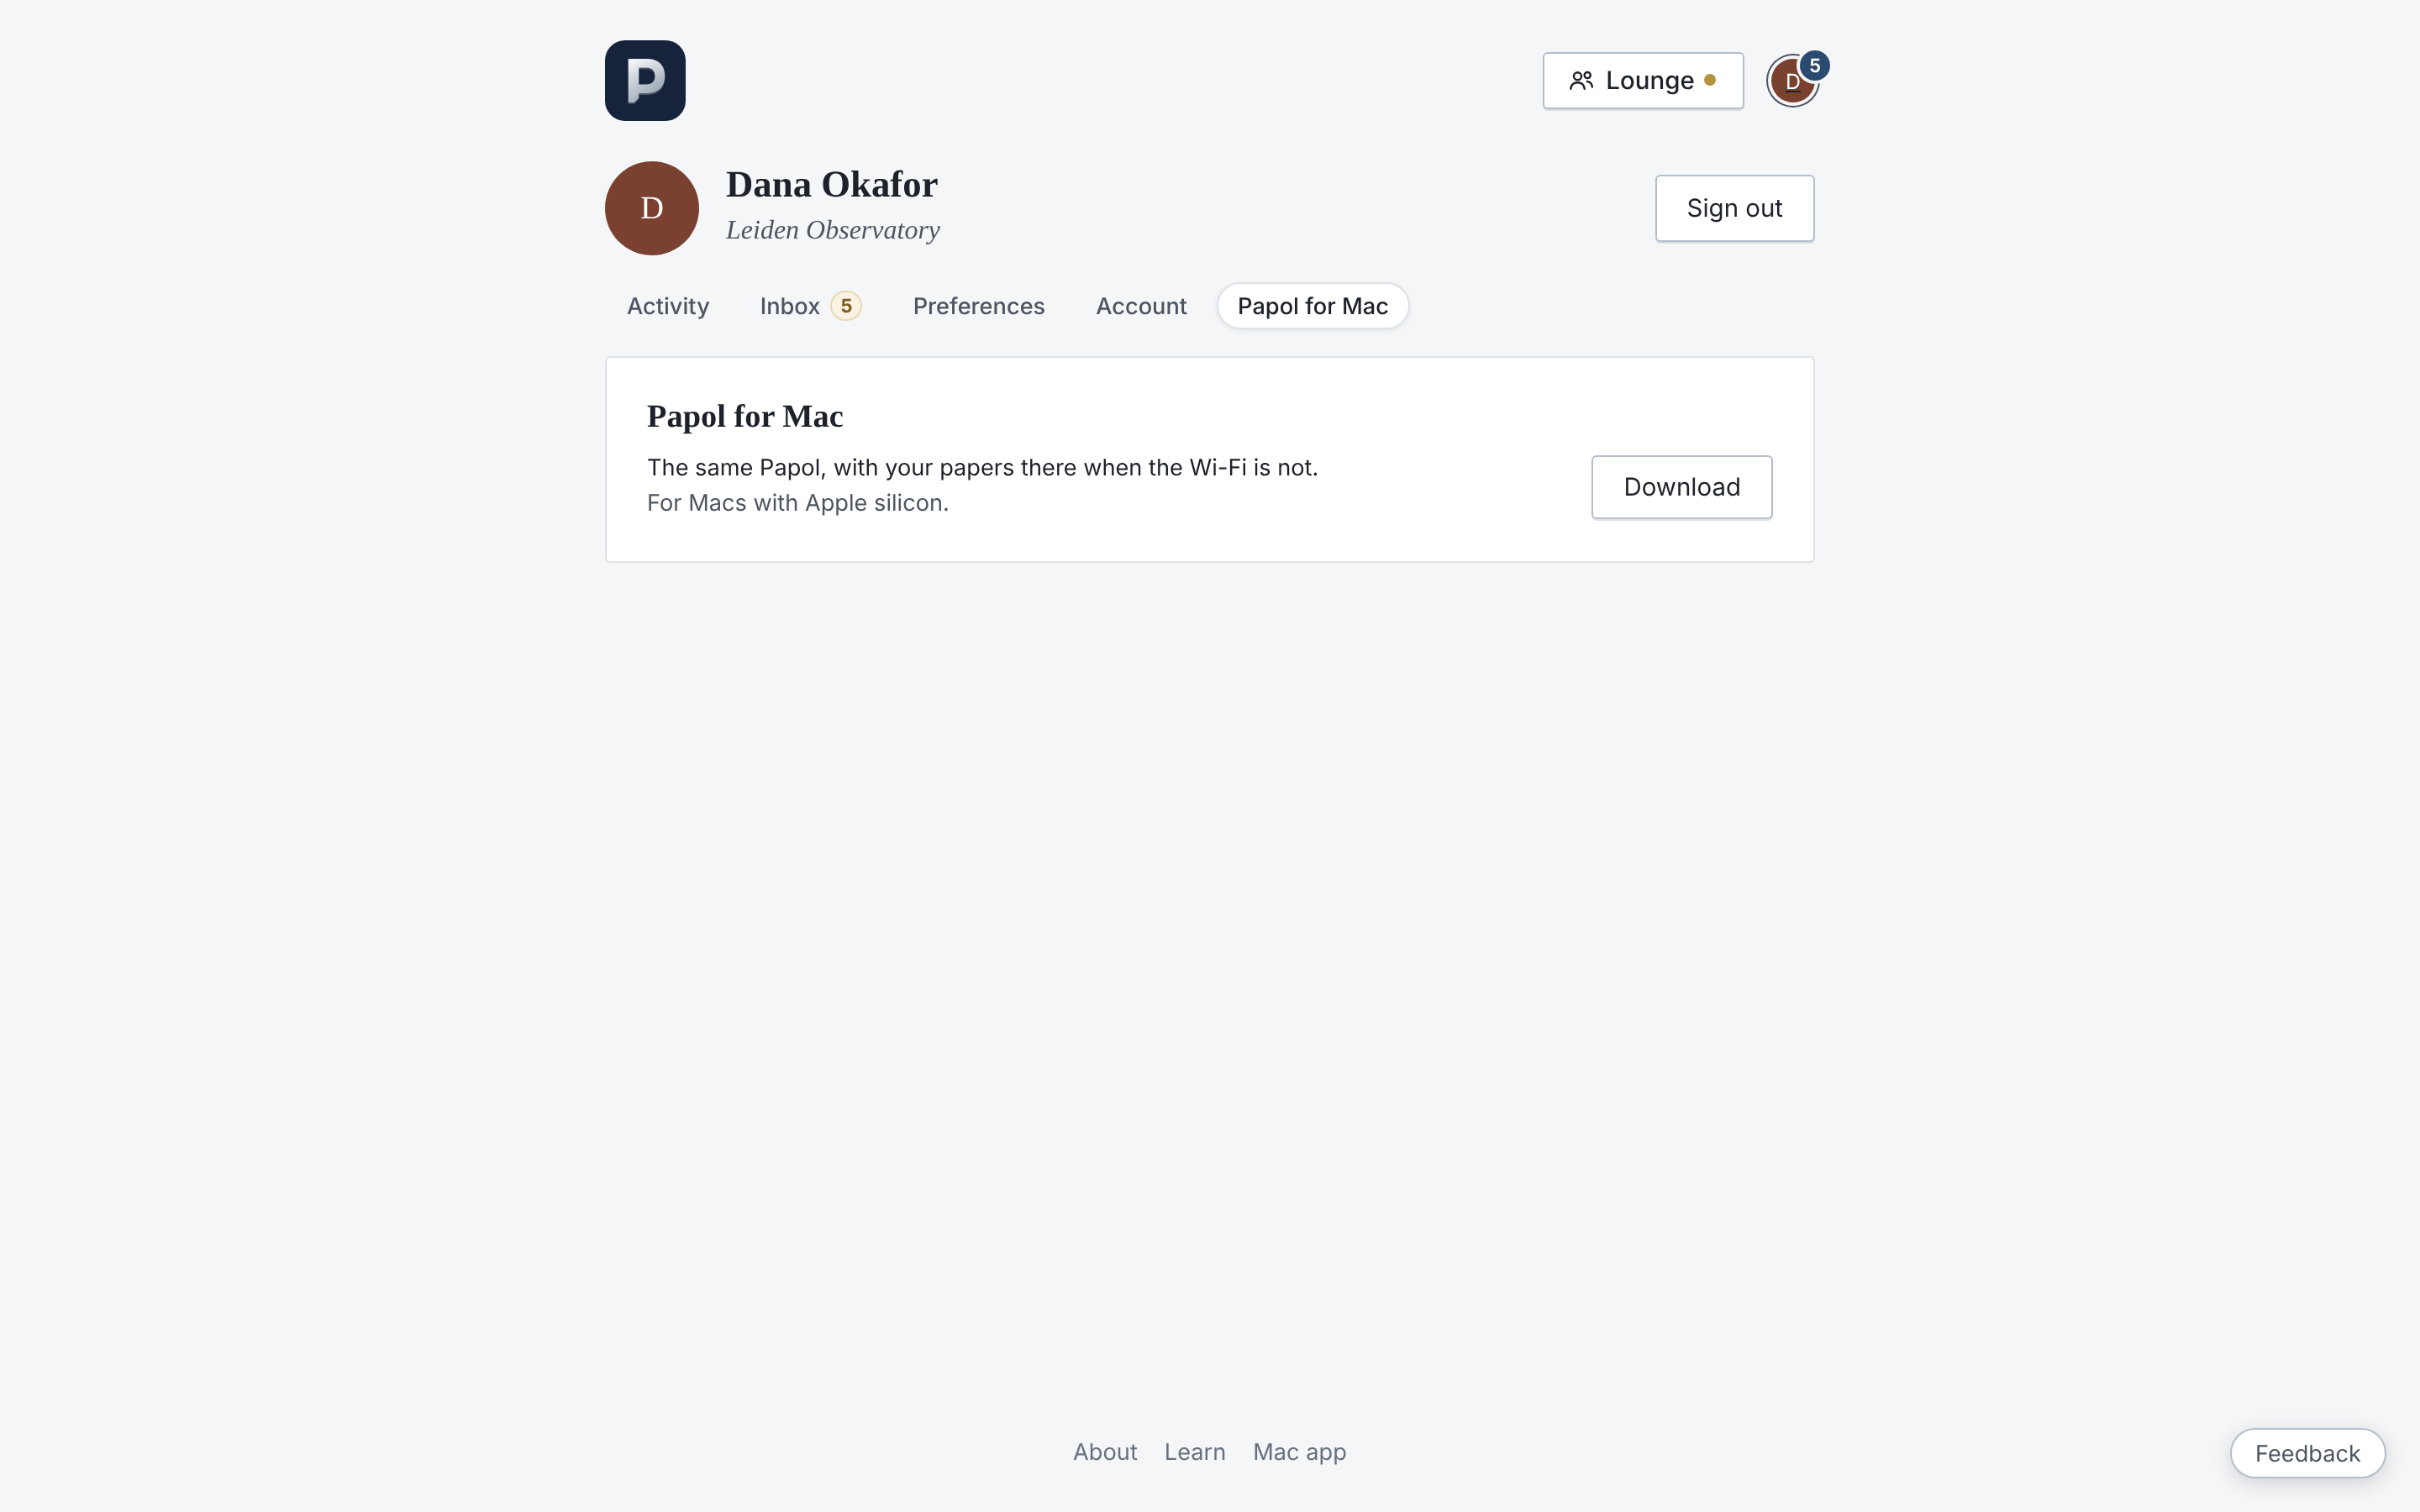 P
Lounge
D
5
D
Dana Okafor
Leiden Observatory
Sign out
Activity
Inbox 5
Preferences
Account
Papol for Mac
Papol for Mac
The same Papol, with your papers there when the Wi-Fi is not.
For Macs with Apple silicon.
Download
About
Learn
Mac app
Feedback